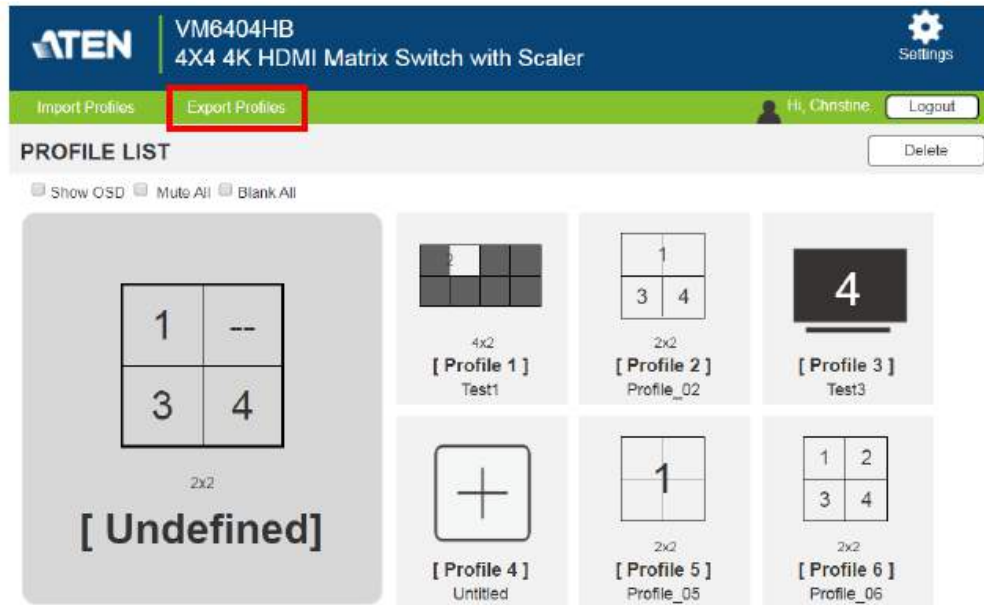 ATEN
VM6404HB
4X4 4K HDMI Matrix Switch with Scaler
Settings
Import Profiles
Export Profiles
Hi, Christine.
Logout
PROFILE LIST
Delete
Show OSD
Mute All
Blank All
1 --
3 4
2x2
[ Undefined]
2
4x2
[ Profile 1 ]
Test1
1
3 4
2x2
[ Profile 2 ]
Profile_02
4
[ Profile 3 ]
Test3
[ Profile 4 ]
Untitled
1
2x2
[ Profile 5 ]
Profile_05
1 2
3 4
2x2
[ Profile 6 ]
Profile_06